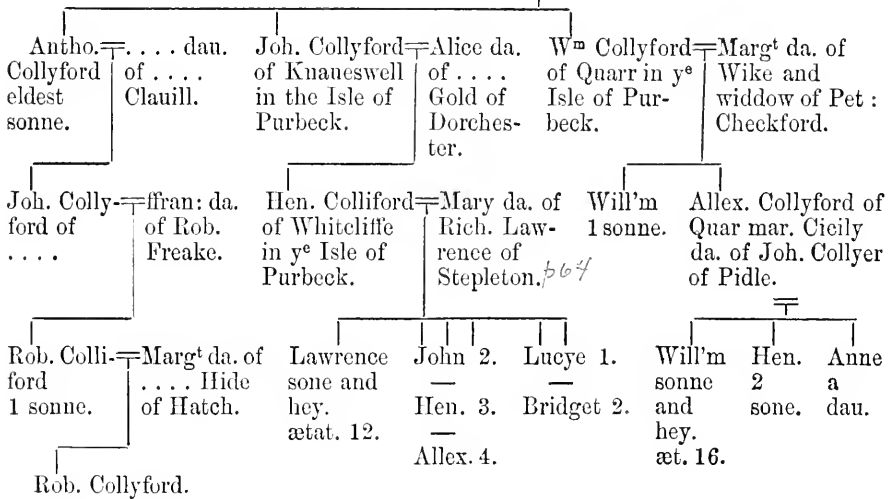 Antho.
Collyford
eldest
sonne.
. . . . dau.
of . . . .
Clauill.
Joh. Collyford
of Knaueswell
in the Isle of
Purbeck.
Alice da.
of . . . .
Gold of
Dorches-
ter.
Wᵐ Collyford
of Quarr in yᵉ
Isle of Pur-
beck.
Margᵗ da. of
Wike and
widdow of Pet :
Checkford.
Joh. Colly-
ford of
. . . .
ffran: da.
of Rob.
Freake.
Hen. Colliford
of Whitcliffe
in yᵉ Isle of
Purbeck.
Mary da. of
Rich. Law-
rence of
Stepleton. p64
Will'm
1 sonne.
Allex. Collyford of
Quar mar. Cicily
da. of Joh. Collyer
of Pidle.
Rob. Colli-
ford
1 sonne.
Margᵗ da. of
. . . . Hide
of Hatch.
Lawrence
sone and
hey.
ætat. 12.
John 2.
—
Hen. 3.
—
Allex. 4.
Lucye 1.
—
Bridget 2.
Will'm
sonne
and
hey.
æt. 16.
Hen.
2
sone.
Anne
a
dau.
Rob. Collyford.